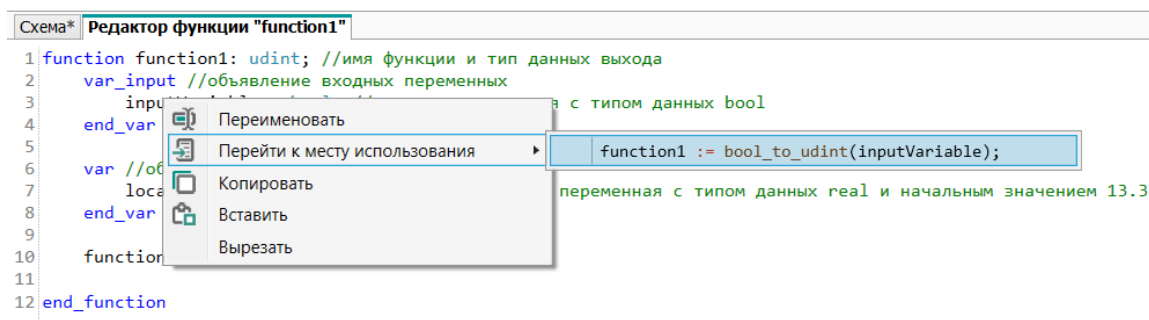 Схема* Редактор функции "function1"
1 function function1: udint; //имя функции и тип данных выхода
2 var_input //объявление входных переменных
3 inpu я с типом данных bool
4 end_var Переименовать
5 Перейти к месту использования function1 := bool_to_udint(inputVariable);
6 var //об
7 loca Копировать переменная с типом данных real и начальным значением 13.3
8 end_var Вставить
9
10 function Вырезать
11
12 end_function